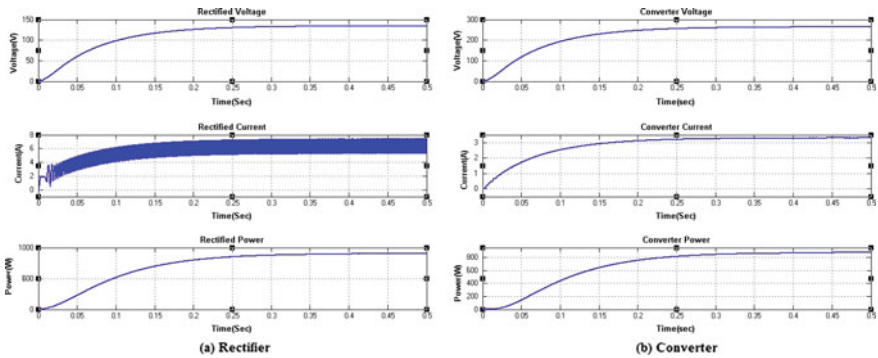 Rectified Voltage
Voltage(V)
150
100
50
0
0 0.05 0.1 0.15 0.2 0.25 0.3 0.35 0.4 0.45 0.5
Time(Sec)
Rectified Current
Current(A)
8
6
4
2
0
0 0.05 0.1 0.15 0.2 0.25 0.3 0.35 0.4 0.45 0.5
Time(Sec)
Rectified Power
Power(W)
1000
500
0
0 0.05 0.1 0.15 0.2 0.25 0.3 0.35 0.4 0.45 0.5
Time(Sec)
(a) Rectifier
Converter Voltage
Voltage(V)
300
200
100
0
0 0.05 0.1 0.15 0.2 0.25 0.3 0.35 0.4 0.45 0.5
Time(sec)
Converter Current
Current(A)
3
2
1
0
0 0.05 0.1 0.15 0.2 0.25 0.3 0.35 0.4 0.45 0.5
Time(Sec)
Converter Power
Power(W)
800
600
400
200
0
0 0.05 0.1 0.15 0.2 0.25 0.3 0.35 0.4 0.45 0.5
Time(sec)
(b) Converter